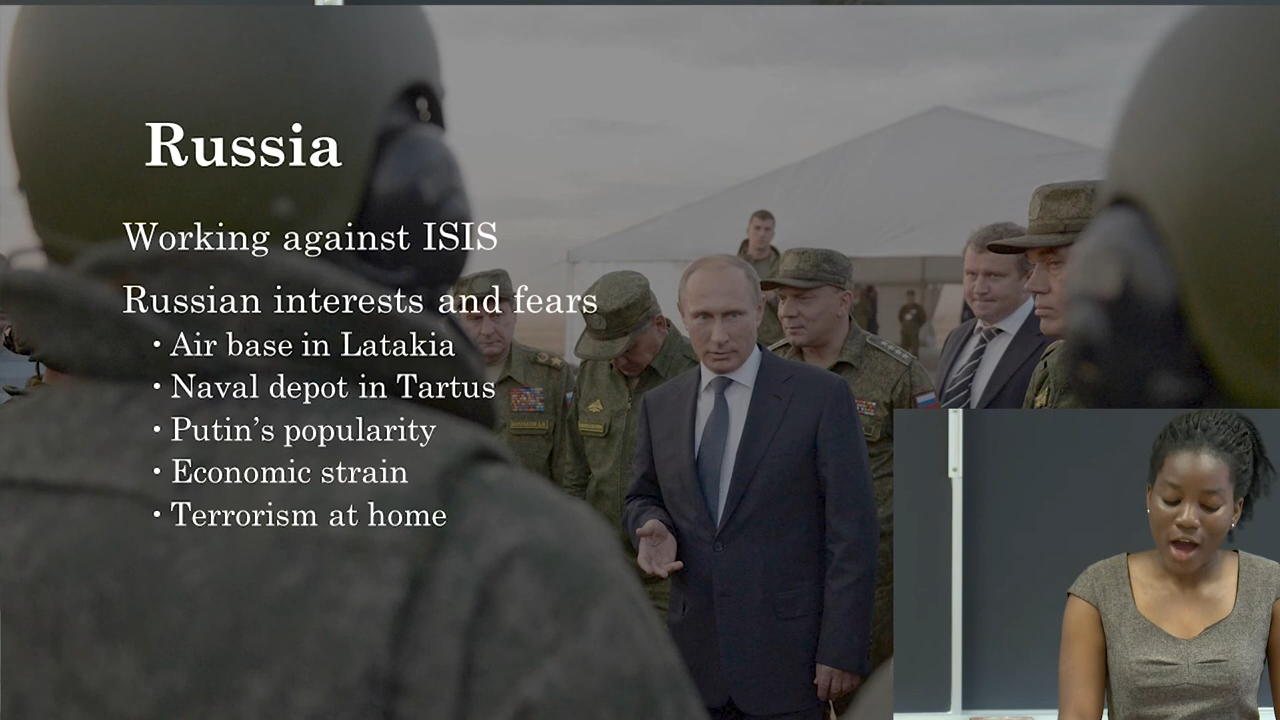 Russia
Working against ISIS
Russian interests and fears
• Air base in Latakia
• Naval depot in Tartus
• Putin’s popularity
• Economic strain
• Terrorism at home